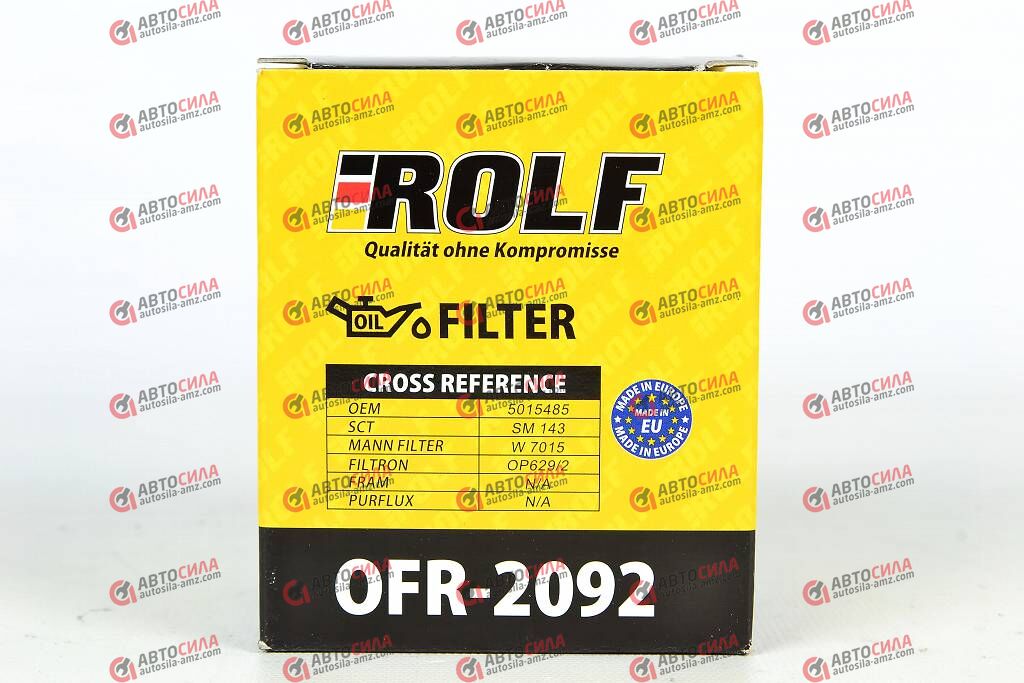 ROLF
Qualität ohne Kompromisse
OIL FILTER
CROSS REFERENCE
OEM 5015485
SCT SM 143
MANN FILTER W 7015
FILTRON OP629/2
FRAM N/A
PURFLUX N/A
MADE IN EUROPE
MADE IN
EU
MADE IN EUROPE
OFR-2092
АВТОСИЛА
autosila-amz.com